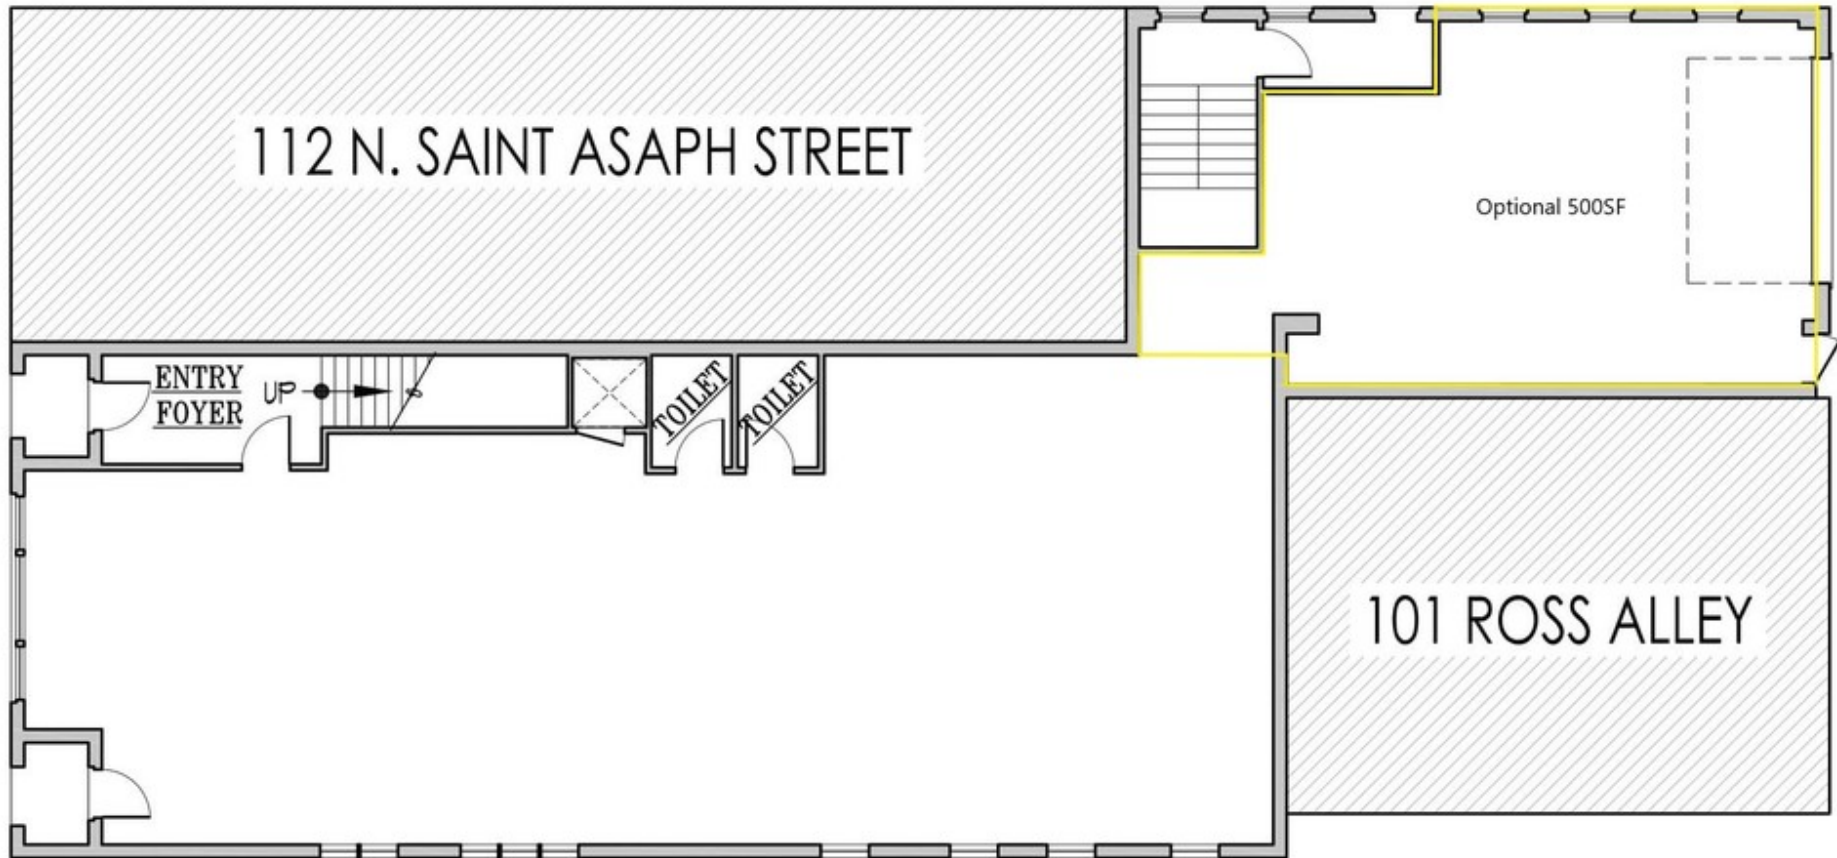 112 N. SAINT ASAPH STREET
Optional 500SF
ENTRY
FOYER
UP
TOILET
TOILET
101 ROSS ALLEY